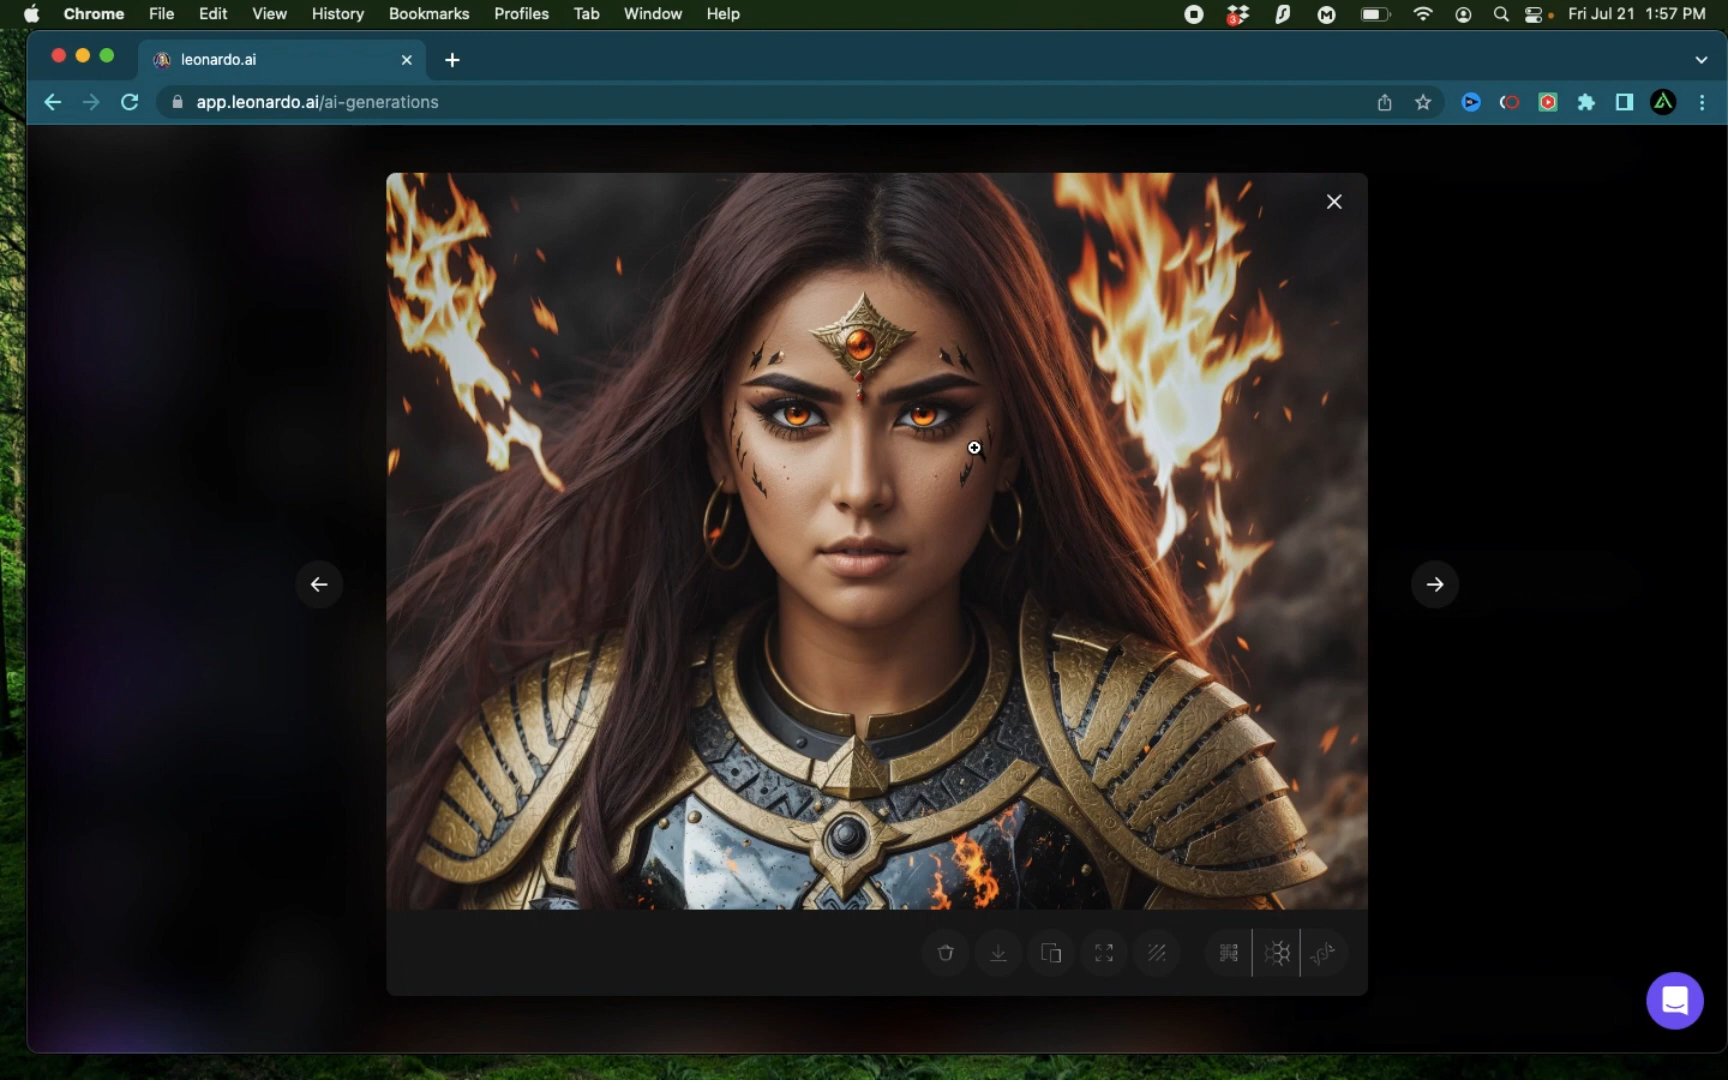 Chrome File Edit View History Bookmarks Profiles Tab Window Help 3 Fri Jul 21 1:57 PM
leonardo.ai
app.leonardo.ai/ai-generations